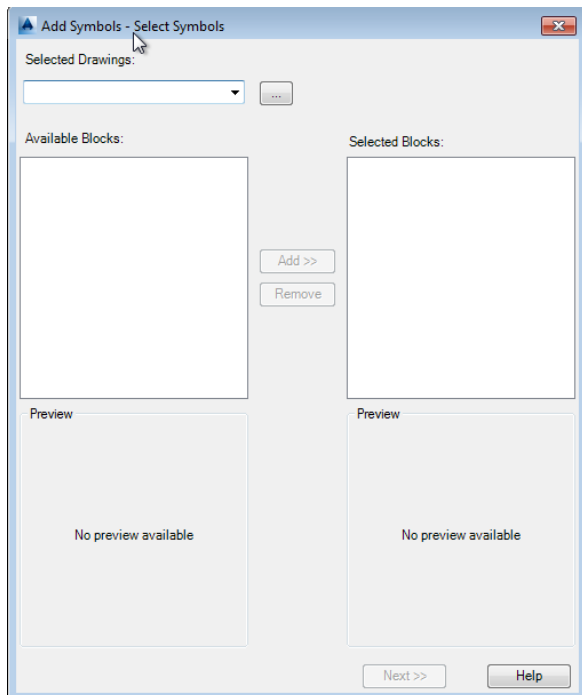 Add Symbols - Select Symbols
Selected Drawings:
...
Available Blocks:
Selected Blocks:
Add >>
Remove
Preview
Preview
No preview available
No preview available
Next >>
Help